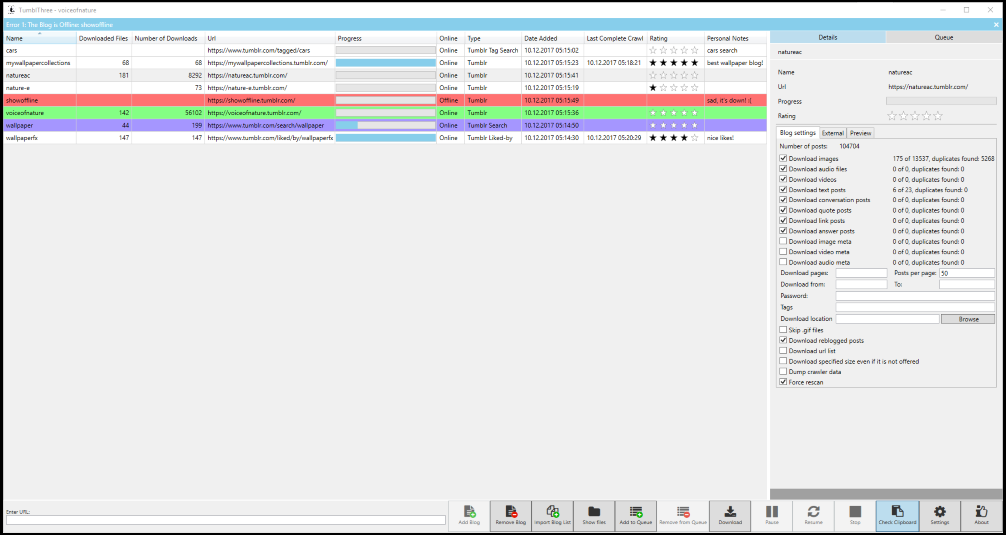 TumblThree - voiceofnature
Error 1: The Blog is Offline: showoffline
Name Downloaded Files Number of Downloads Url Progress Online Type Date Added Last Complete Crawl Rating Personal Notes
cars https://www.tumblr.com/tagged/cars Online Tumblr Tag Search 10.12.2017 05:15:02 cars search
mywallpapercollections 68 68 https://mywallpapercollections.tumblr.com/ Online Tumblr 10.12.2017 05:15:23 10.12.2017 05:18:21 best wallpaper blog!
natureac 181 8292 https://natureac.tumblr.com/ Online Tumblr 10.12.2017 05:15:41
nature-e 73 https://nature-e.tumblr.com/ Online Tumblr 10.12.2017 05:15:19
showoffline https://showoffline.tumblr.com/ Offline Tumblr 10.12.2017 05:15:49 sad, it's down! :(
voiceofnature 142 56102 https://voiceofnature.tumblr.com/ Online Tumblr 10.12.2017 05:15:36
wallpaper 44 199 https://www.tumblr.com/search/wallpaper Online Tumblr Search 10.12.2017 05:14:50
wallpaperfx 147 147 https://www.tumblr.com/liked/by/wallpaperfx Online Tumblr Liked-by 10.12.2017 05:14:30 10.12.2017 05:20:29 nice likes!
Details Queue
natureac
Name natureac
Url https://natureac.tumblr.com/
Progress
Rating
Blog settings External Preview
Number of posts: 104704
Download images 175 of 13537, duplicates found: 5268
Download audio files 0 of 0, duplicates found: 0
Download videos 0 of 0, duplicates found: 0
Download text posts 6 of 23, duplicates found: 0
Download conversation posts 0 of 0, duplicates found: 0
Download quote posts 0 of 0, duplicates found: 0
Download link posts 0 of 0, duplicates found: 0
Download answer posts 0 of 0, duplicates found: 0
Download image meta 0 of 0, duplicates found: 0
Download video meta 0 of 0, duplicates found: 0
Download audio meta 0 of 0, duplicates found: 0
Download pages: Posts per page: 50
Download from: To:
Password:
Tags
Download location Browse
Skip .gif files
Download reblogged posts
Download url list
Download specified size even if it is not offered
Dump crawler data
Force rescan
Enter URL:
Add Blog Remove Blog Import Blog List Show Files Add to Queue Remove from Queue Download Pause Resume Stop Check Clipboard Settings About